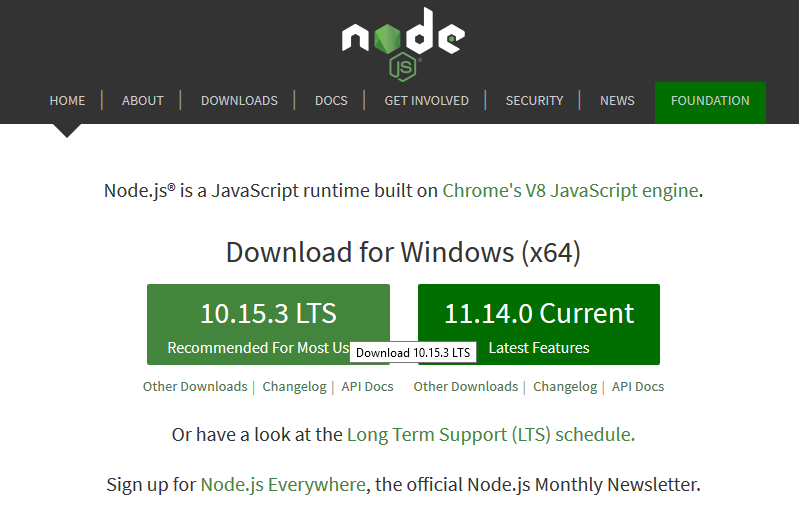 node
JS
HOME | ABOUT | DOWNLOADS | DOCS | GET INVOLVED | SECURITY | NEWS FOUNDATION
Node.js® is a JavaScript runtime built on Chrome's V8 JavaScript engine.
Download for Windows (x64)
10.15.3 LTS
Recommended For Most Us
Download 10.15.3 LTS
11.14.0 Current
Latest Features
Other Downloads | Changelog | API Docs
Other Downloads | Changelog | API Docs
Or have a look at the Long Term Support (LTS) schedule.
Sign up for Node.js Everywhere, the official Node.js Monthly Newsletter.